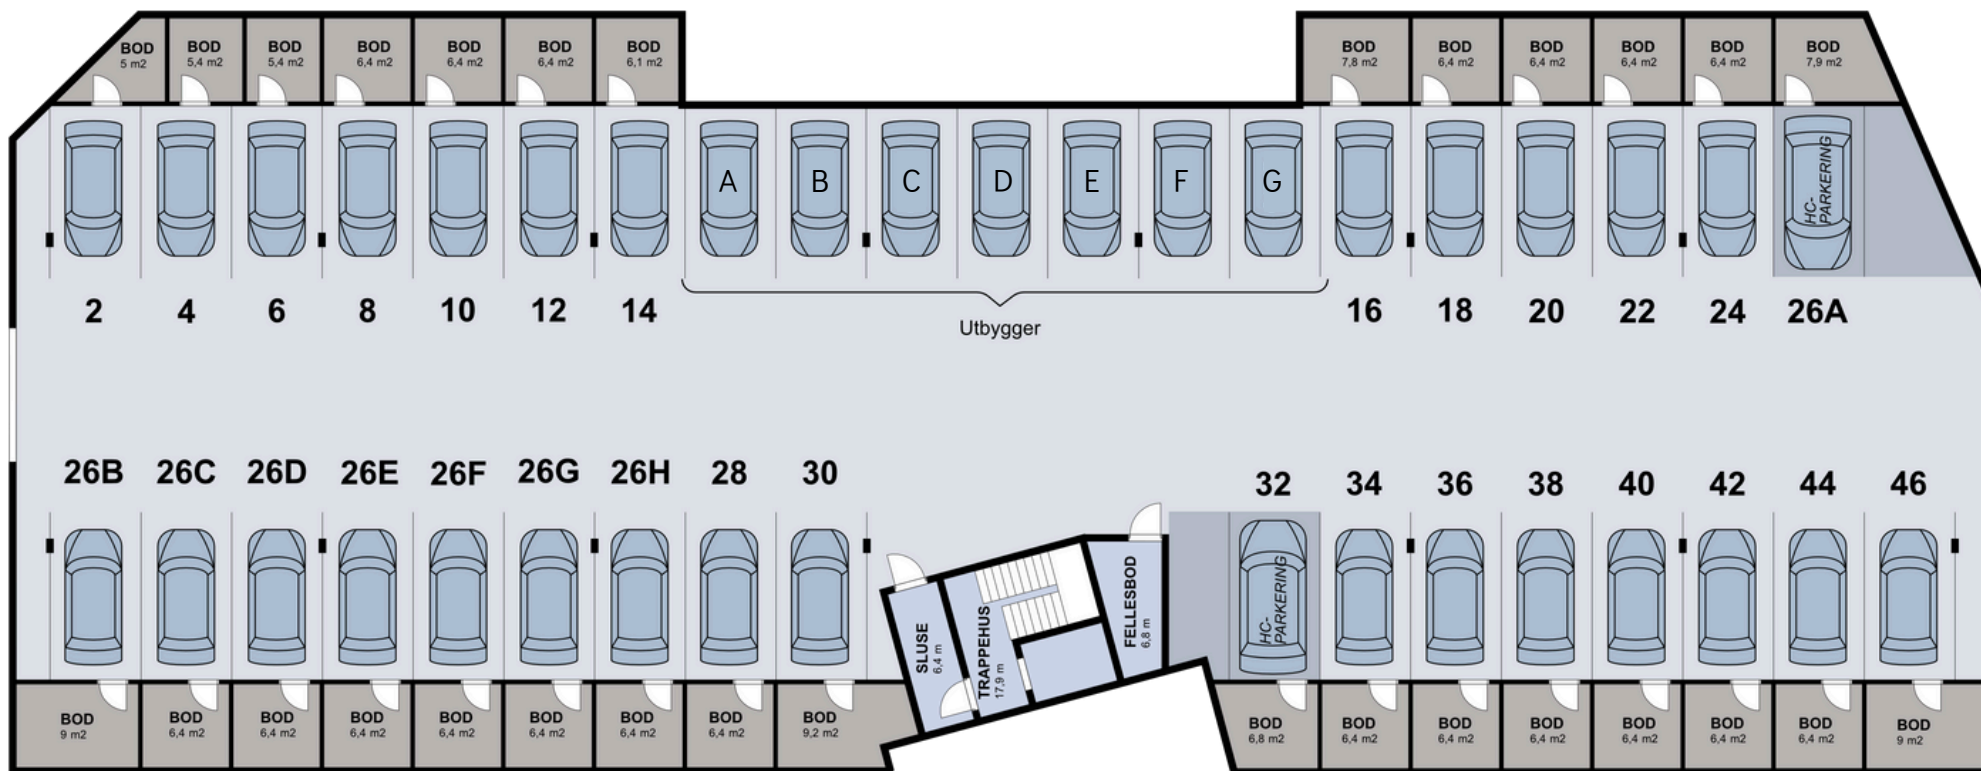 BOD
5 m2
BOD
5,4 m2
BOD
5,4 m2
BOD
6,4 m2
BOD
6,4 m2
BOD
6,4 m2
BOD
6,1 m2
BOD
7,8 m2
BOD
6,4 m2
BOD
6,4 m2
BOD
6,4 m2
BOD
6,4 m2
BOD
7,9 m2
A
B
C
D
E
F
G
HC-
PARKERING
2
4
6
8
10
12
14
Utbygger
16
18
20
22
24
26A
26B
26C
26D
26E
26F
26G
26H
28
30
32
34
36
38
40
42
44
46
SLUSE
6,4 m
TRAPPEHUS
17,9 m
FELLESBOD
6,8 m
HC-
PARKERING
BOD
9 m2
BOD
6,4 m2
BOD
6,4 m2
BOD
6,4 m2
BOD
6,4 m2
BOD
6,4 m2
BOD
6,4 m2
BOD
6,4 m2
BOD
9,2 m2
BOD
6,8 m2
BOD
6,4 m2
BOD
6,4 m2
BOD
6,4 m2
BOD
6,4 m2
BOD
6,4 m2
BOD
6,4 m2
BOD
9 m2